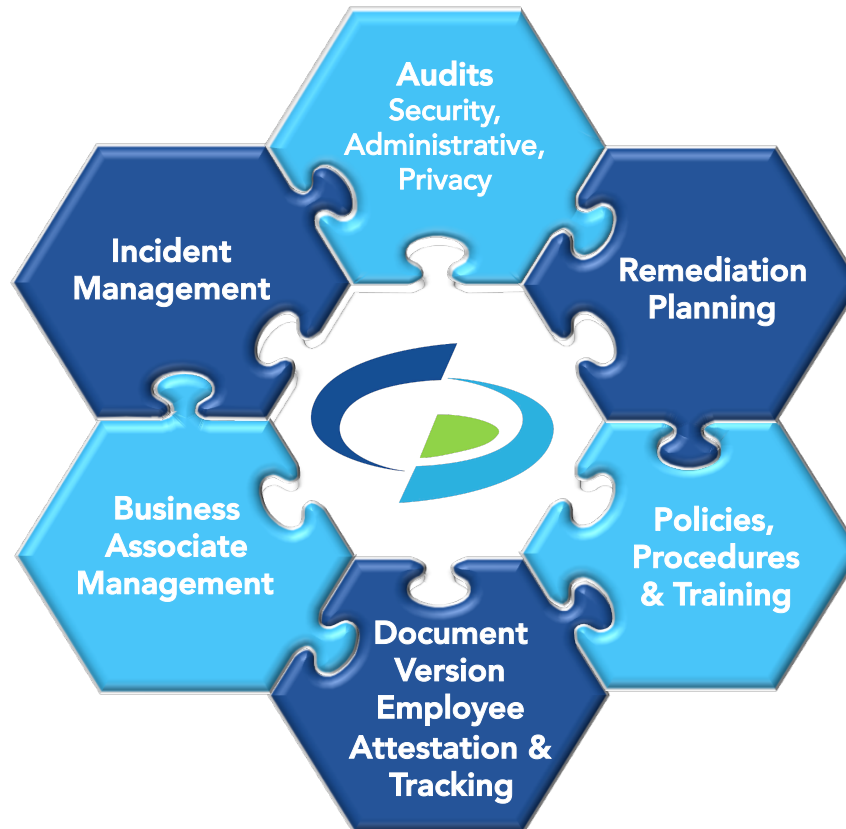 Audits
Security,
Administrative,
Privacy
Remediation
Planning
Policies,
Procedures
& Training
Document
Version
Employee
Attestation &
Tracking
Business
Associate
Management
Incident
Management